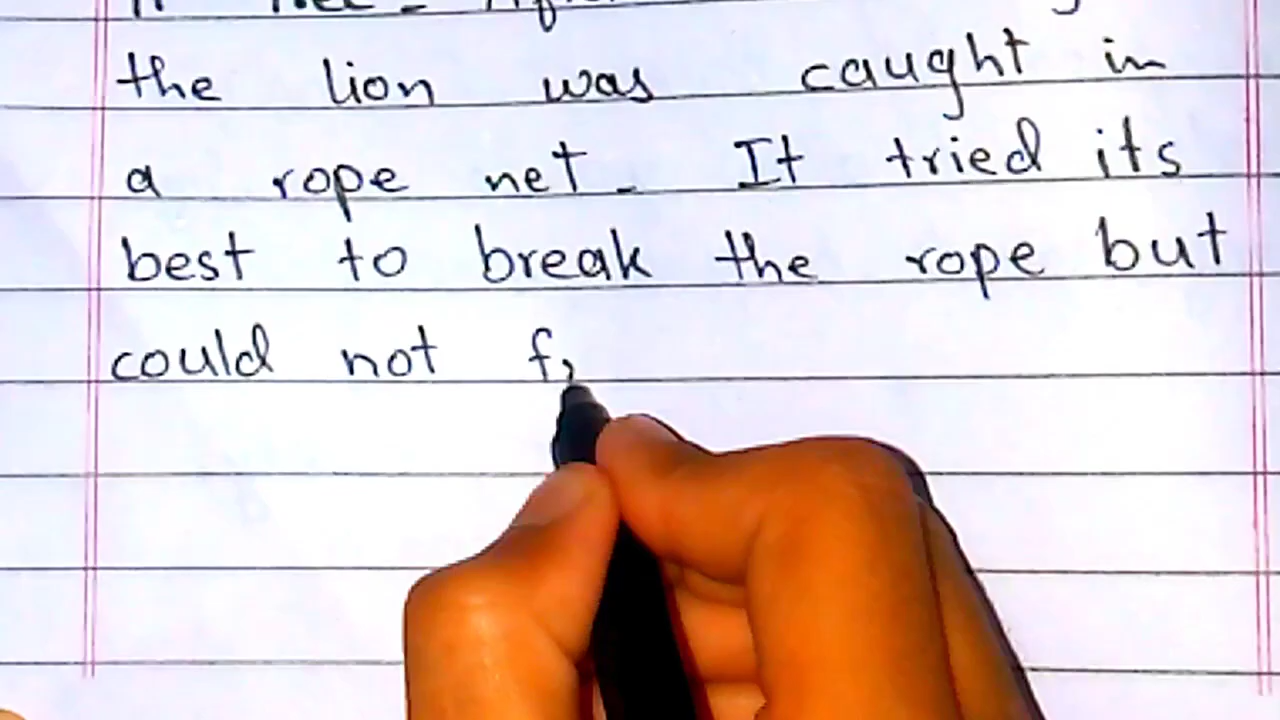 the lion was caught in
a rope net. It tried its
best to break the rope but
could not f